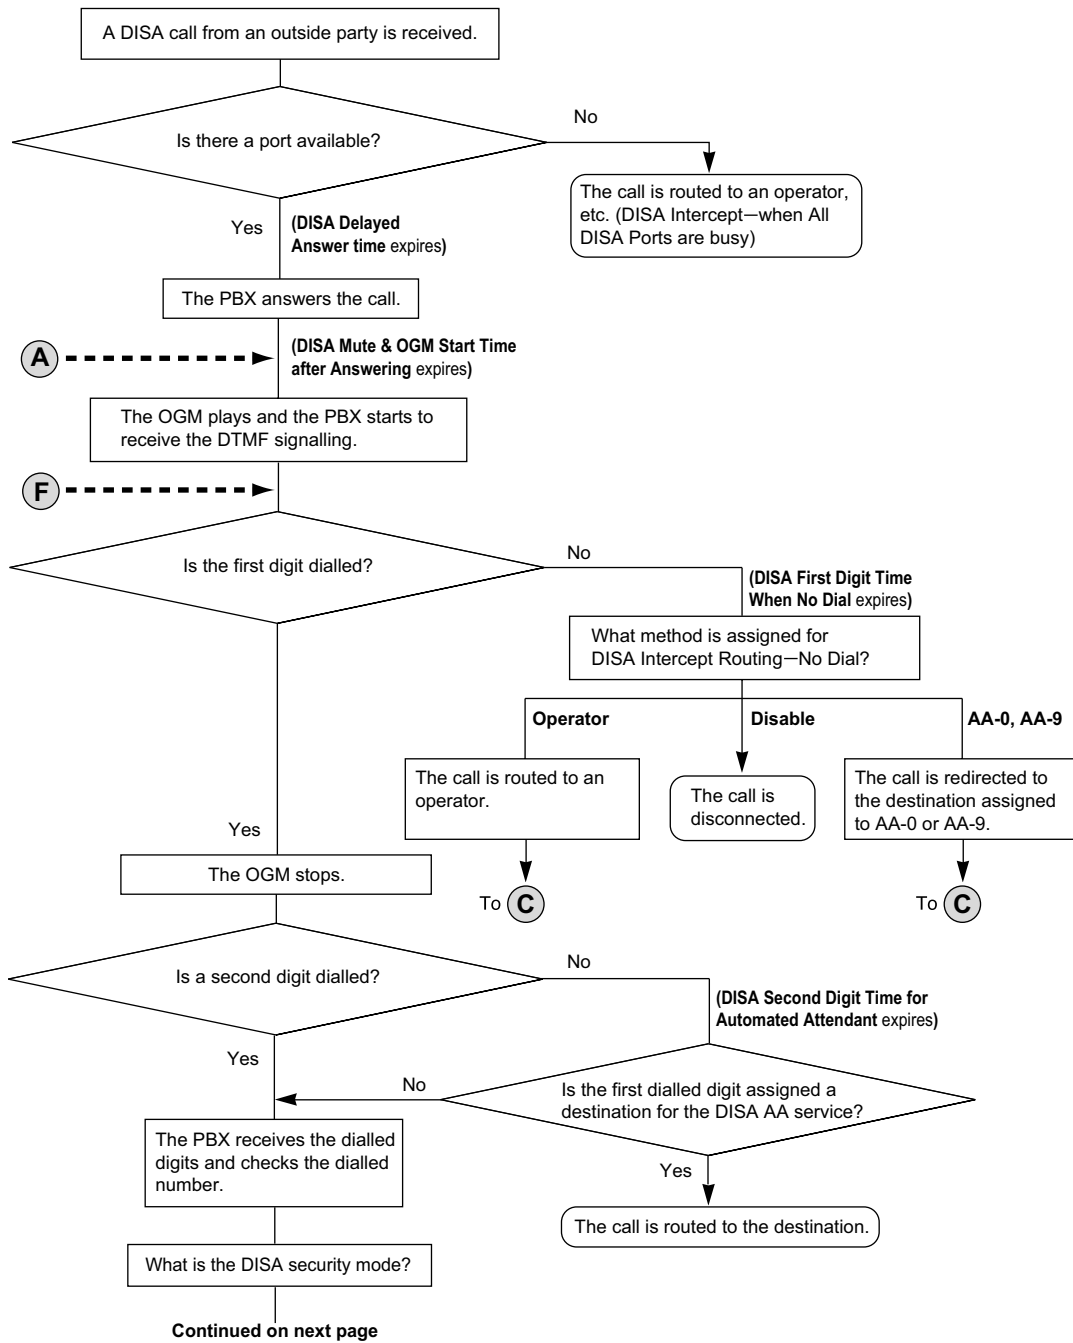 A DISA call from an outside party is received.
Is there a port available?
No
The call is routed to an operator,
etc. (DISA Intercept—when All
DISA Ports are busy)
Yes
(DISA Delayed
Answer time expires)
The PBX answers the call.
A
(DISA Mute & OGM Start Time
after Answering expires)
The OGM plays and the PBX starts to
receive the DTMF signalling.
F
Is the first digit dialled?
No
(DISA First Digit Time
When No Dial expires)
What method is assigned for
DISA Intercept Routing—No Dial?
Operator
Disable
AA-0, AA-9
The call is routed to an
operator.
The call is
disconnected.
The call is redirected to
the destination assigned
to AA-0 or AA-9.
To C
To C
Yes
The OGM stops.
Is a second digit dialled?
No
(DISA Second Digit Time for
Automated Attendant expires)
Yes
No
Is the first dialled digit assigned a
destination for the DISA AA service?
The PBX receives the dialled
digits and checks the dialled
number.
Yes
The call is routed to the destination.
What is the DISA security mode?
Continued on next page